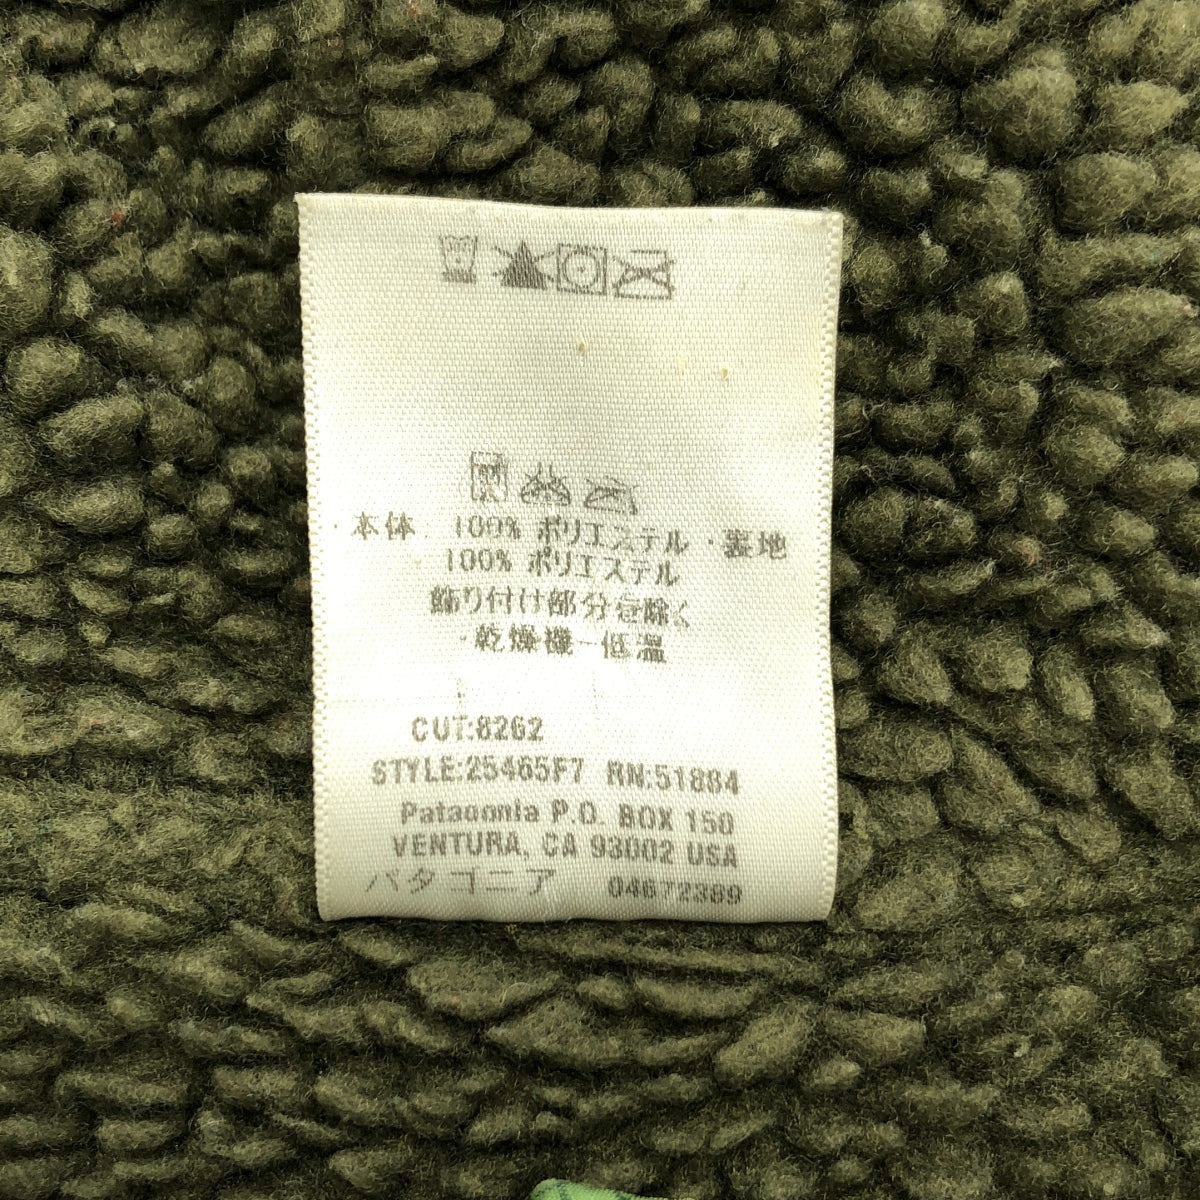 本体 100% ポリエステル・裏地
100% ポリエステル
飾り付け部分を除く
・乾燥機-低温
CUT:8262
STYLE:25465F7 RN:51884
Patagonia P.O. BOX 150
VENTURA, CA 93002 USA
パタゴニア 04672389